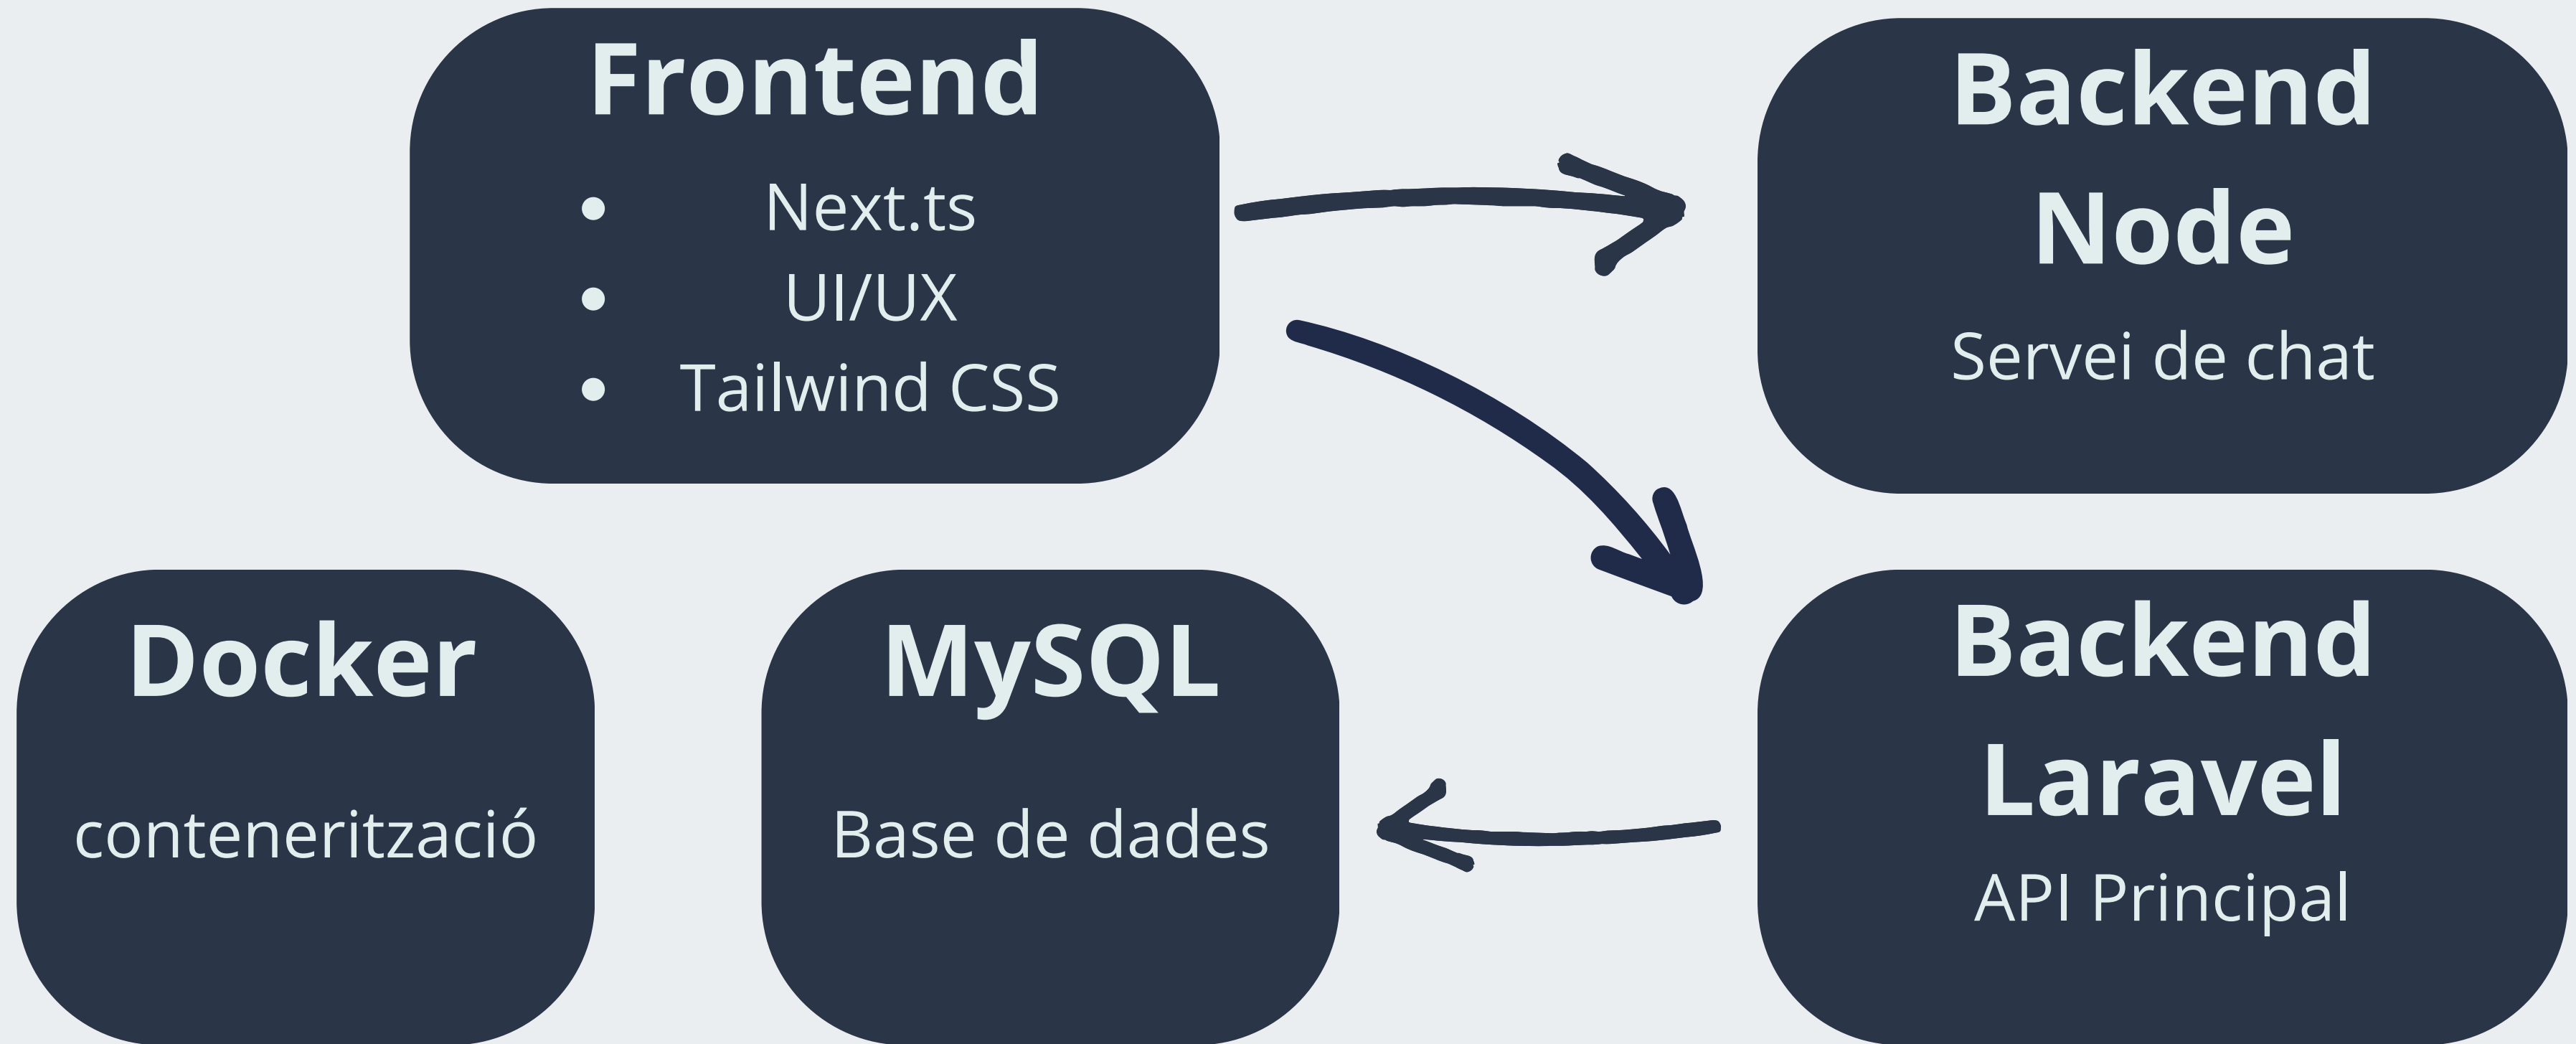 Frontend
• Next.ts
• UI/UX
• Tailwind CSS
Backend
Node
Servei de chat
Docker
contenerització
MySQL
Base de dades
Backend
Laravel
API Principal